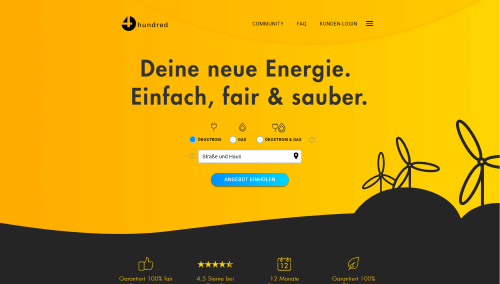 4hundred
COMMUNITY FAQ KUNDEN-LOGIN
Deine neue Energie.
Einfach, fair & sauber.
ÖKOSTROM GAS ÖKOSTROM & GAS
Straße und Haus
ANGEBOT EINHOLEN
12
Garantiert 100% fair 4,5 Sterne bei 12 Monate Garantiert 100%